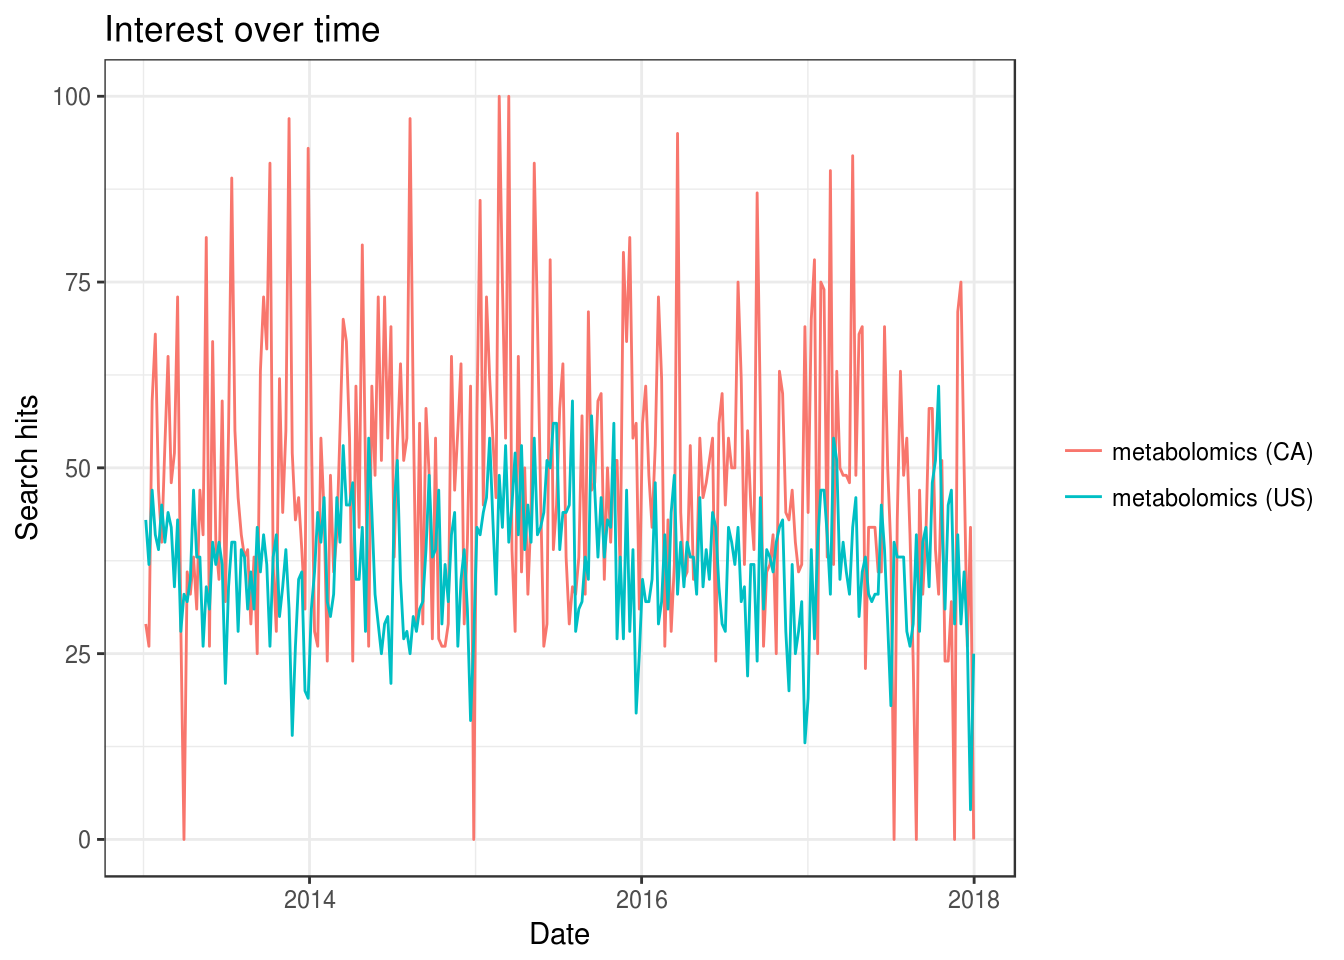 Interest over time
100
75
50
25
0
Search hits
2014
2016
2018
Date
metabolomics (CA)
metabolomics (US)